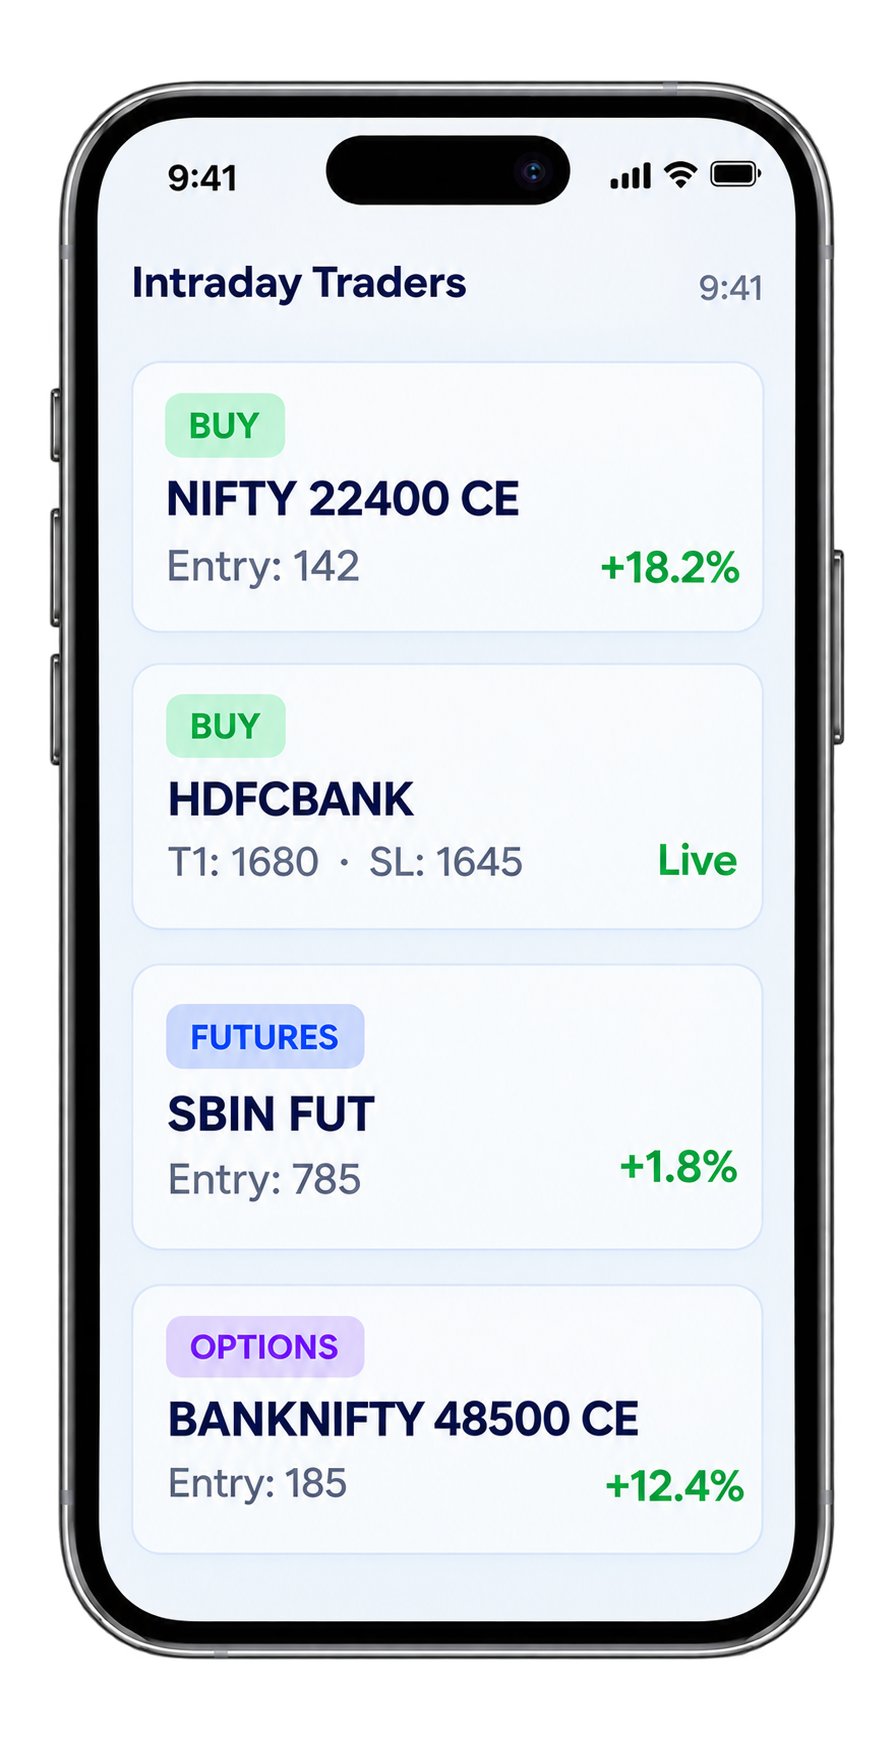 9:41
Intraday Traders 9:41
BUY
NIFTY 22400 CE
Entry: 142 +18.2%
BUY
HDFCBANK
T1: 1680 · SL: 1645 Live
FUTURES
SBIN FUT
Entry: 785 +1.8%
OPTIONS
BANKNIFTY 48500 CE
Entry: 185 +12.4%